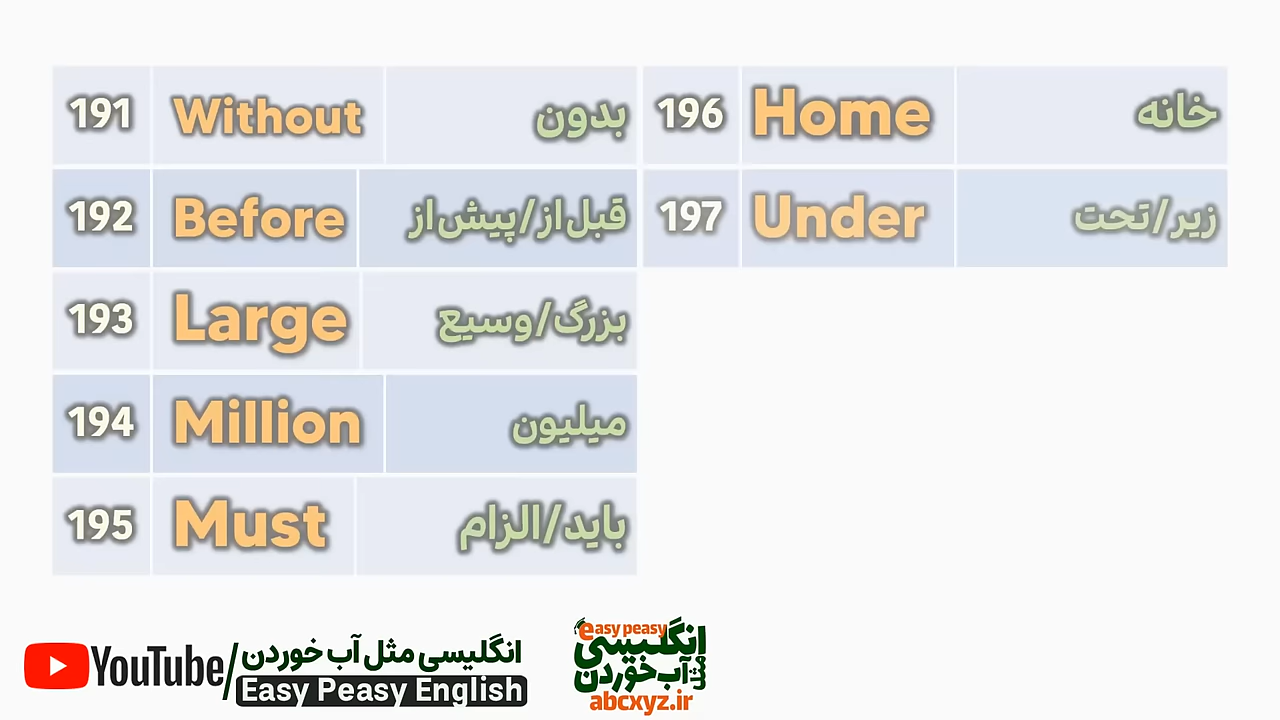 191 Without بدون
192 Before قبل‌از/پیش‌از
193 Large بزرگ/وسیع
194 Million میلیون
195 Must باید/الزام
196 Home خانه
197 Under زیر/تحت
YouTube/انگلیسی مثل آب خوردن
Easy Peasy English
easy peasy
انگلیسی
مثل آب خوردن
abcxyz.ir